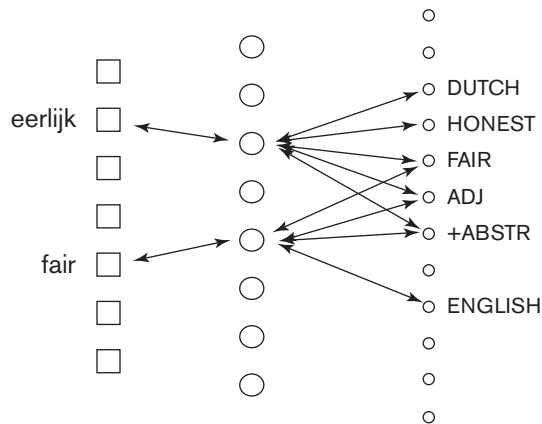 eerlijk
fair
DUTCH
HONEST
FAIR
ADJ
+ABSTR
ENGLISH